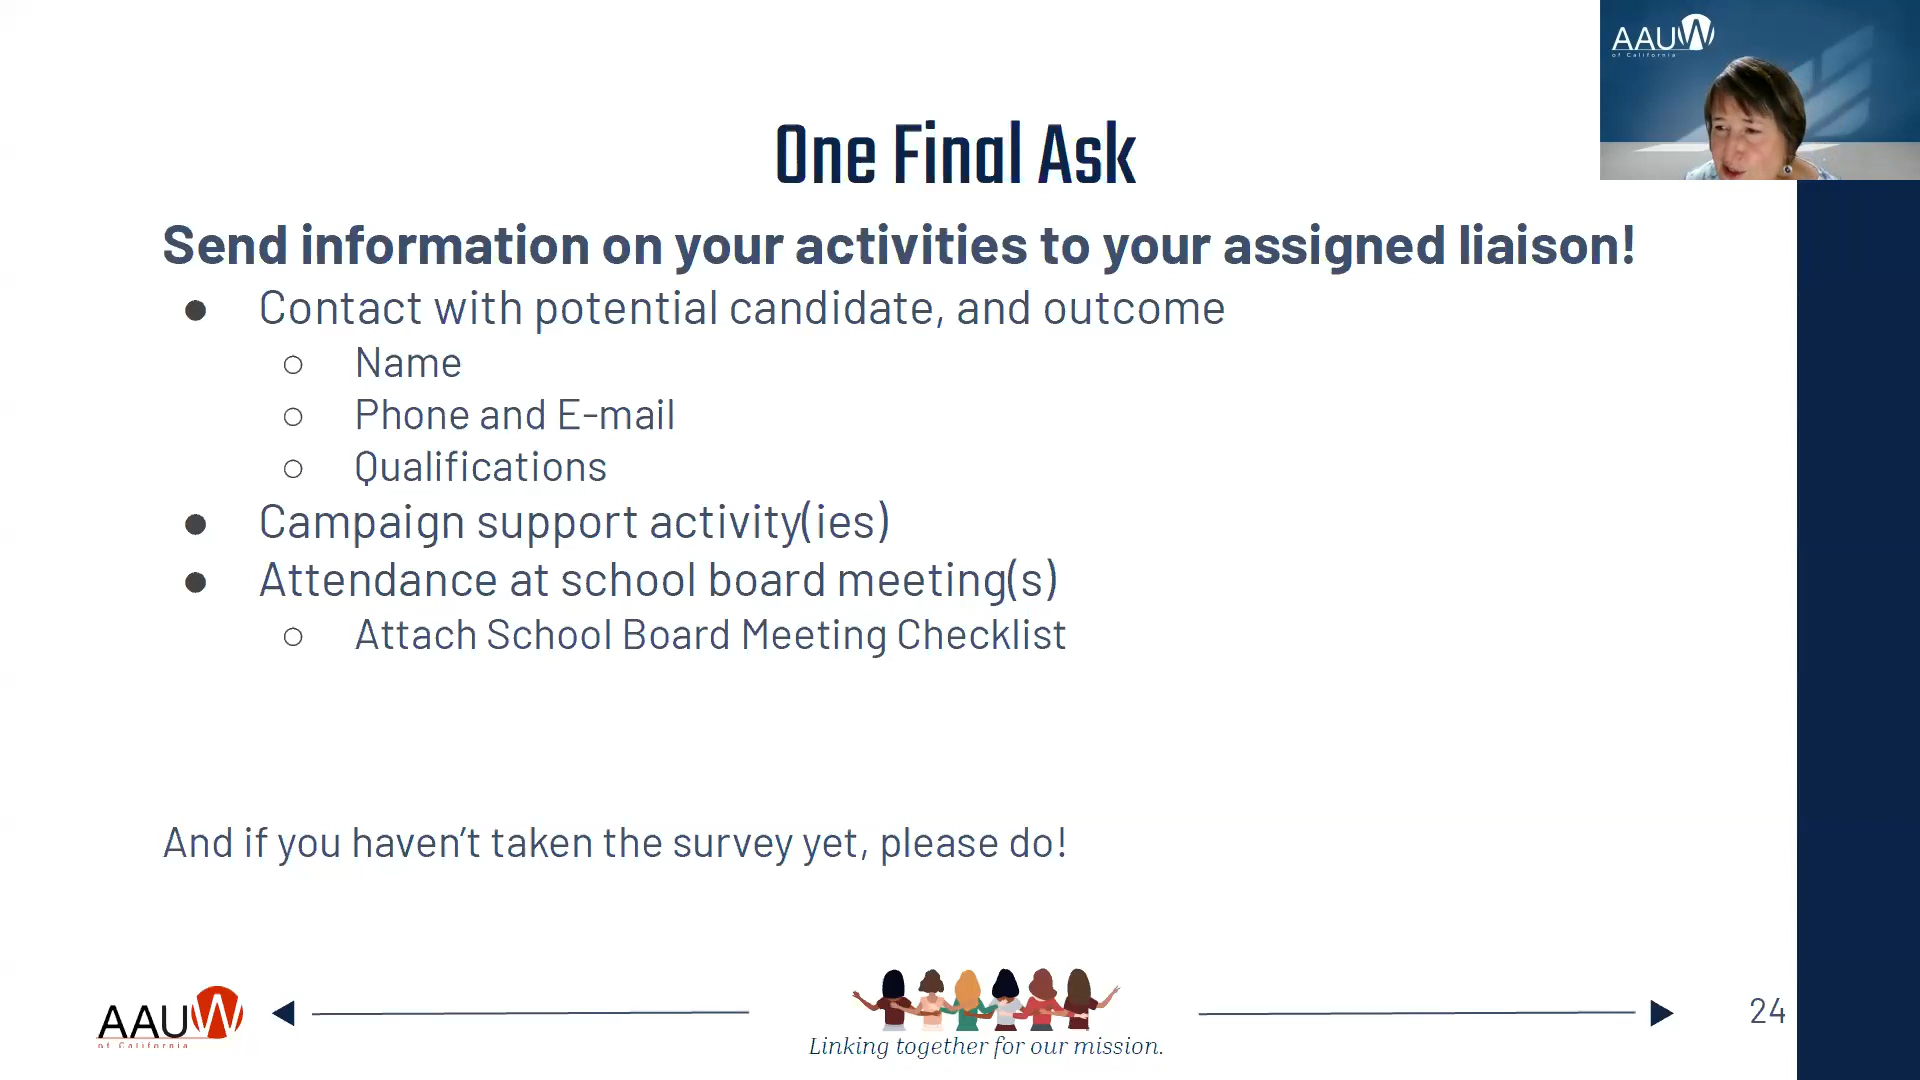 AAUW
of California
One Final Ask
Send information on your activities to your assigned liaison!
● Contact with potential candidate, and outcome
○ Name
○ Phone and E-mail
○ Qualifications
● Campaign support activity(ies)
● Attendance at school board meeting(s)
○ Attach School Board Meeting Checklist
And if you haven’t taken the survey yet, please do!
AAUW
of California
Linking together for our mission.
24